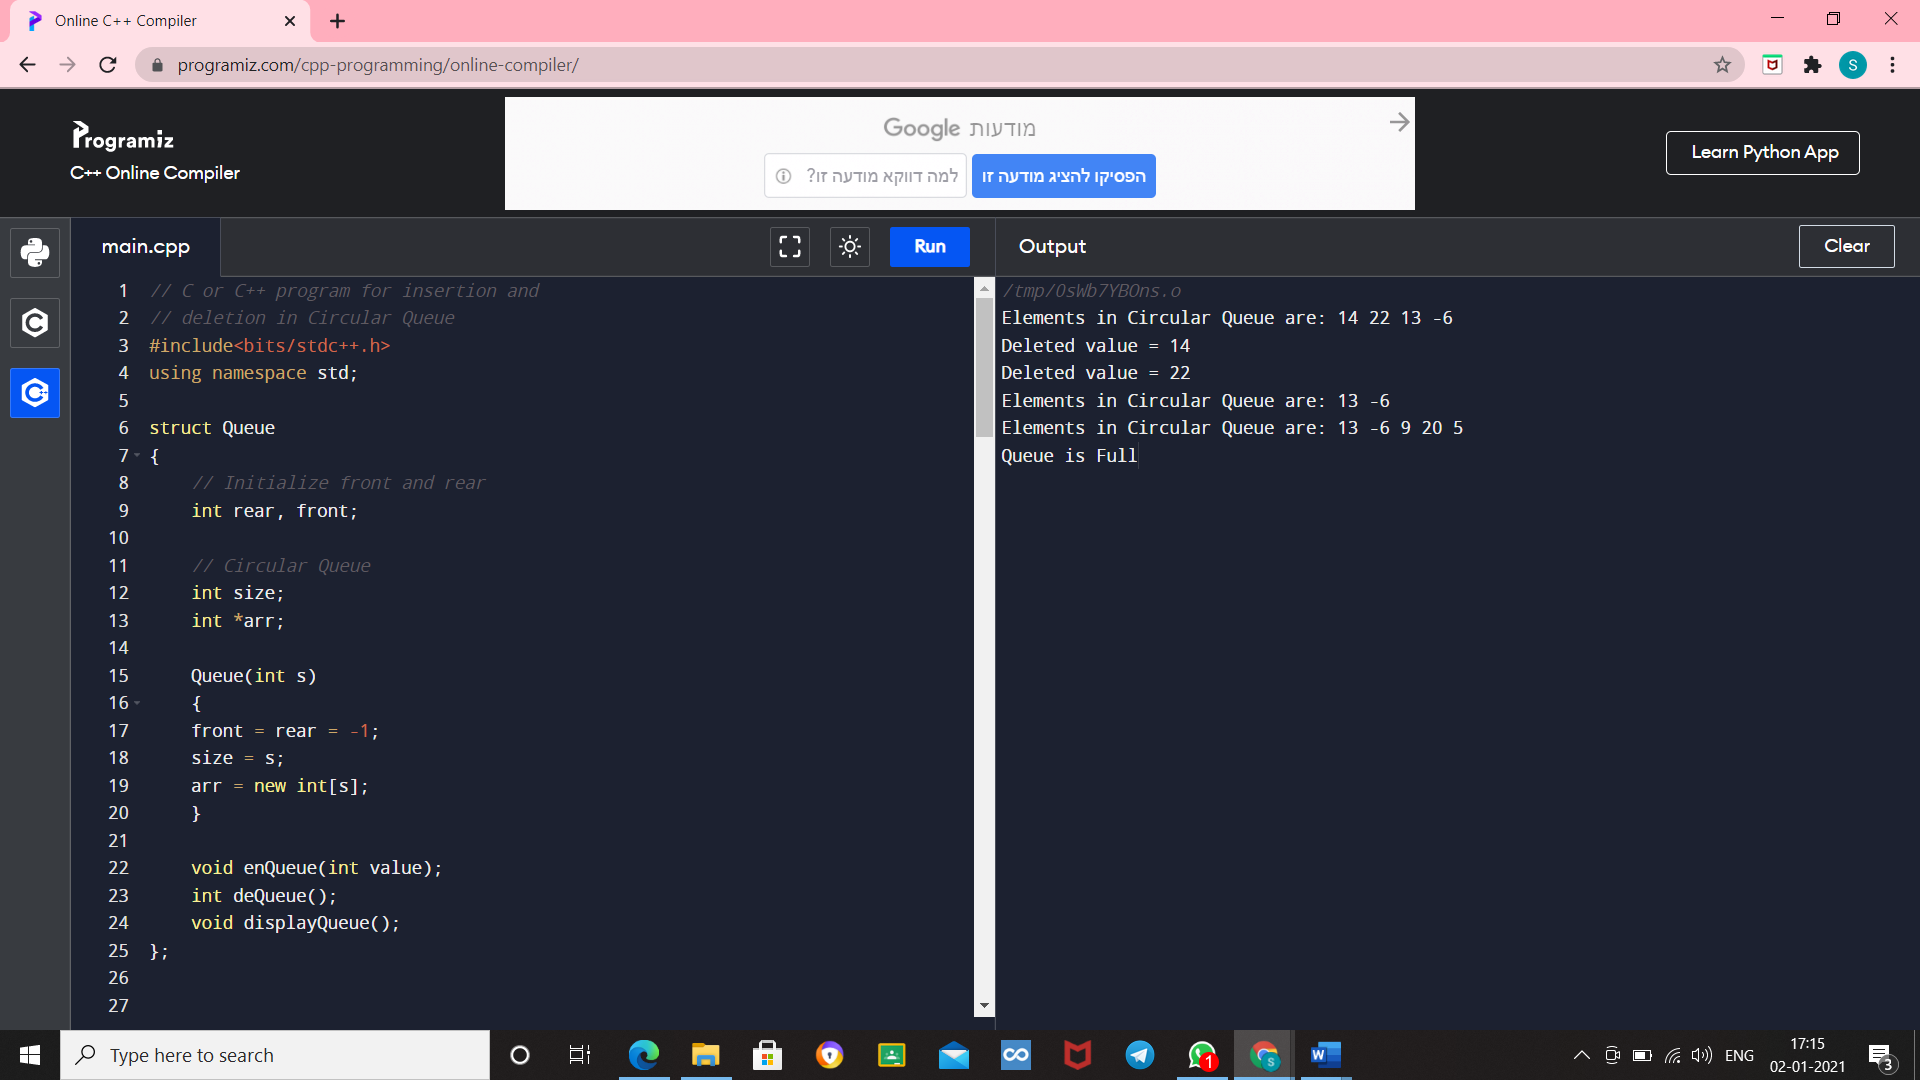 Online C++ Compiler
programiz.com/cpp-programming/online-compiler/
S
Programiz
C++ Online Compiler
מודעות Google
הפסיקו להציג מודעה זו
למה דווקא מודעה זו?
Learn Python App
main.cpp
Run
Output
Clear
1 // C or C++ program for insertion and
2 // deletion in Circular Queue
3 #include<bits/stdc++.h>
4 using namespace std;
5
6 struct Queue
7 {
8 // Initialize front and rear
9 int rear, front;
10
11 // Circular Queue
12 int size;
13 int *arr;
14
15 Queue(int s)
16 {
17 front = rear = -1;
18 size = s;
19 arr = new int[s];
20 }
21
22 void enQueue(int value);
23 int deQueue();
24 void displayQueue();
25 };
26
27
/tmp/OsWb7YBOns.o
Elements in Circular Queue are: 14 22 13 -6
Deleted value = 14
Deleted value = 22
Elements in Circular Queue are: 13 -6
Elements in Circular Queue are: 13 -6 9 20 5
Queue is Full
Type here to search
1
S
W
ENG
17:15
02-01-2021
3